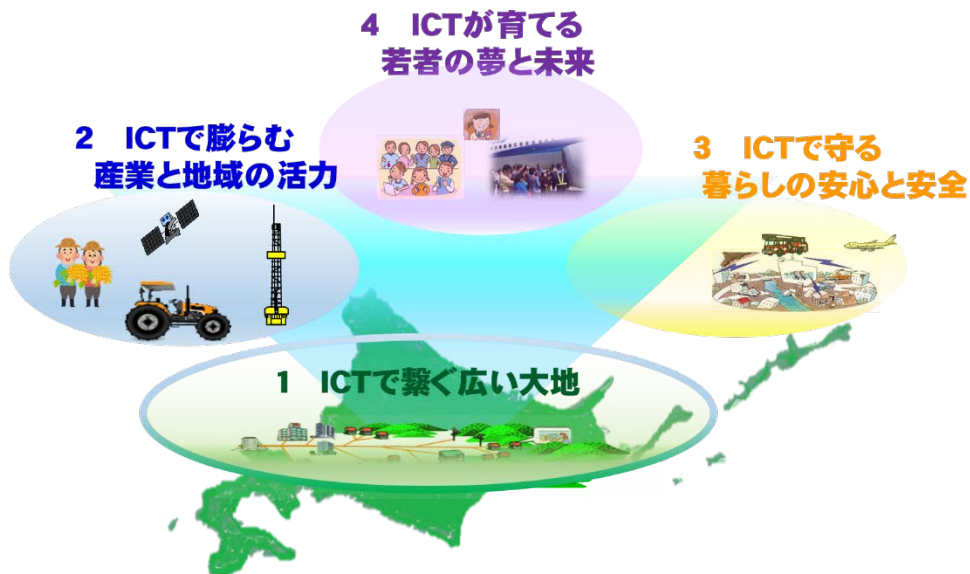 4 ICTが育てる
若者の夢と未来
2 ICTで膨らむ
産業と地域の活力
3 ICTで守る
暮らしの安心と安全
1 ICTで繋ぐ広い大地